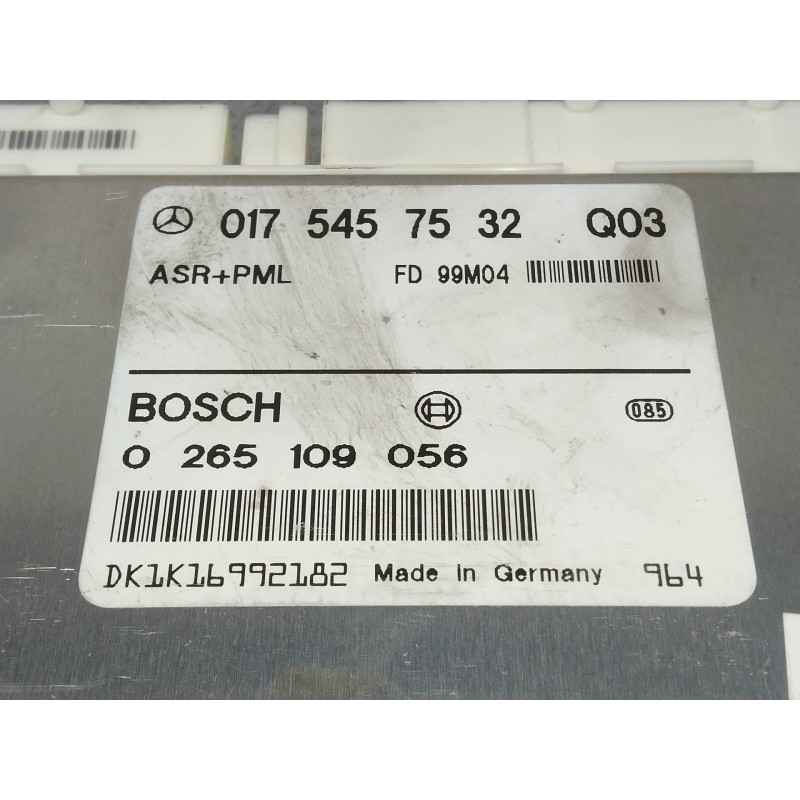 017 545 75 32 Q03
ASR+PML FD 99M04
BOSCH 085
0 265 109 056
DK1K16992182 Made in Germany 964